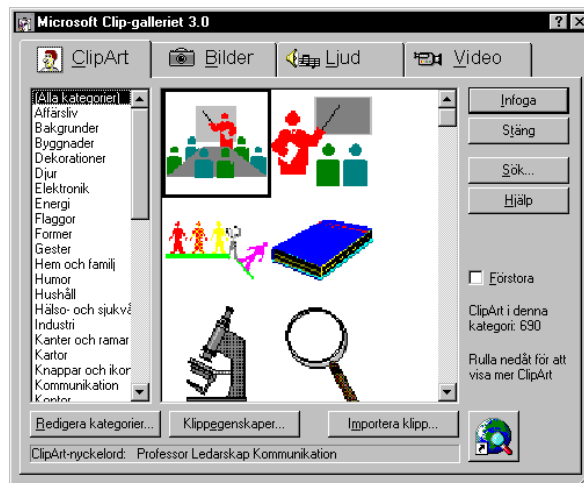 Microsoft Clip-galleriet 3.0
ClipArt
Bilder
Ljud
Video
(Alla kategorier)
Affärsliv
Bakgrunder
Byggnader
Dekorationer
Djur
Elektronik
Energi
Flaggor
Former
Gester
Hem och familj
Humor
Hushåll
Hälso- och sjukvå
Industri
Kanter och ramar
Kartor
Knappar och ikor
Kommunikation
Kontor
Infoga
Stäng
Sök...
Hjälp
Förstora
ClipArt i denna
kategori: 690
Rulla nedåt för att
visa mer ClipArt
Redigera kategorier...
Klippegenskaper...
Importera klipp...
ClipArt-nyckelord: Professor Ledarskap Kommunikation